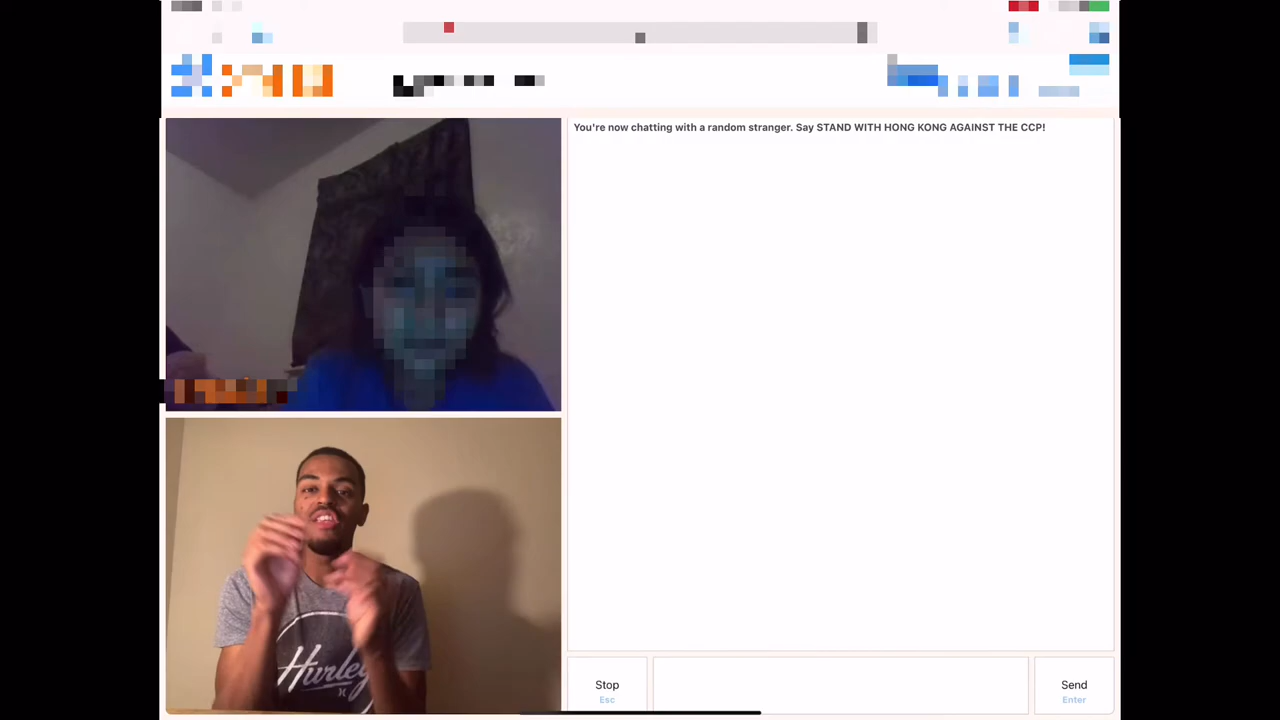 You're now chatting with a random stranger. Say STAND WITH HONG KONG AGAINST THE CCP!
Hurley
Stop
Esc
Send
Enter